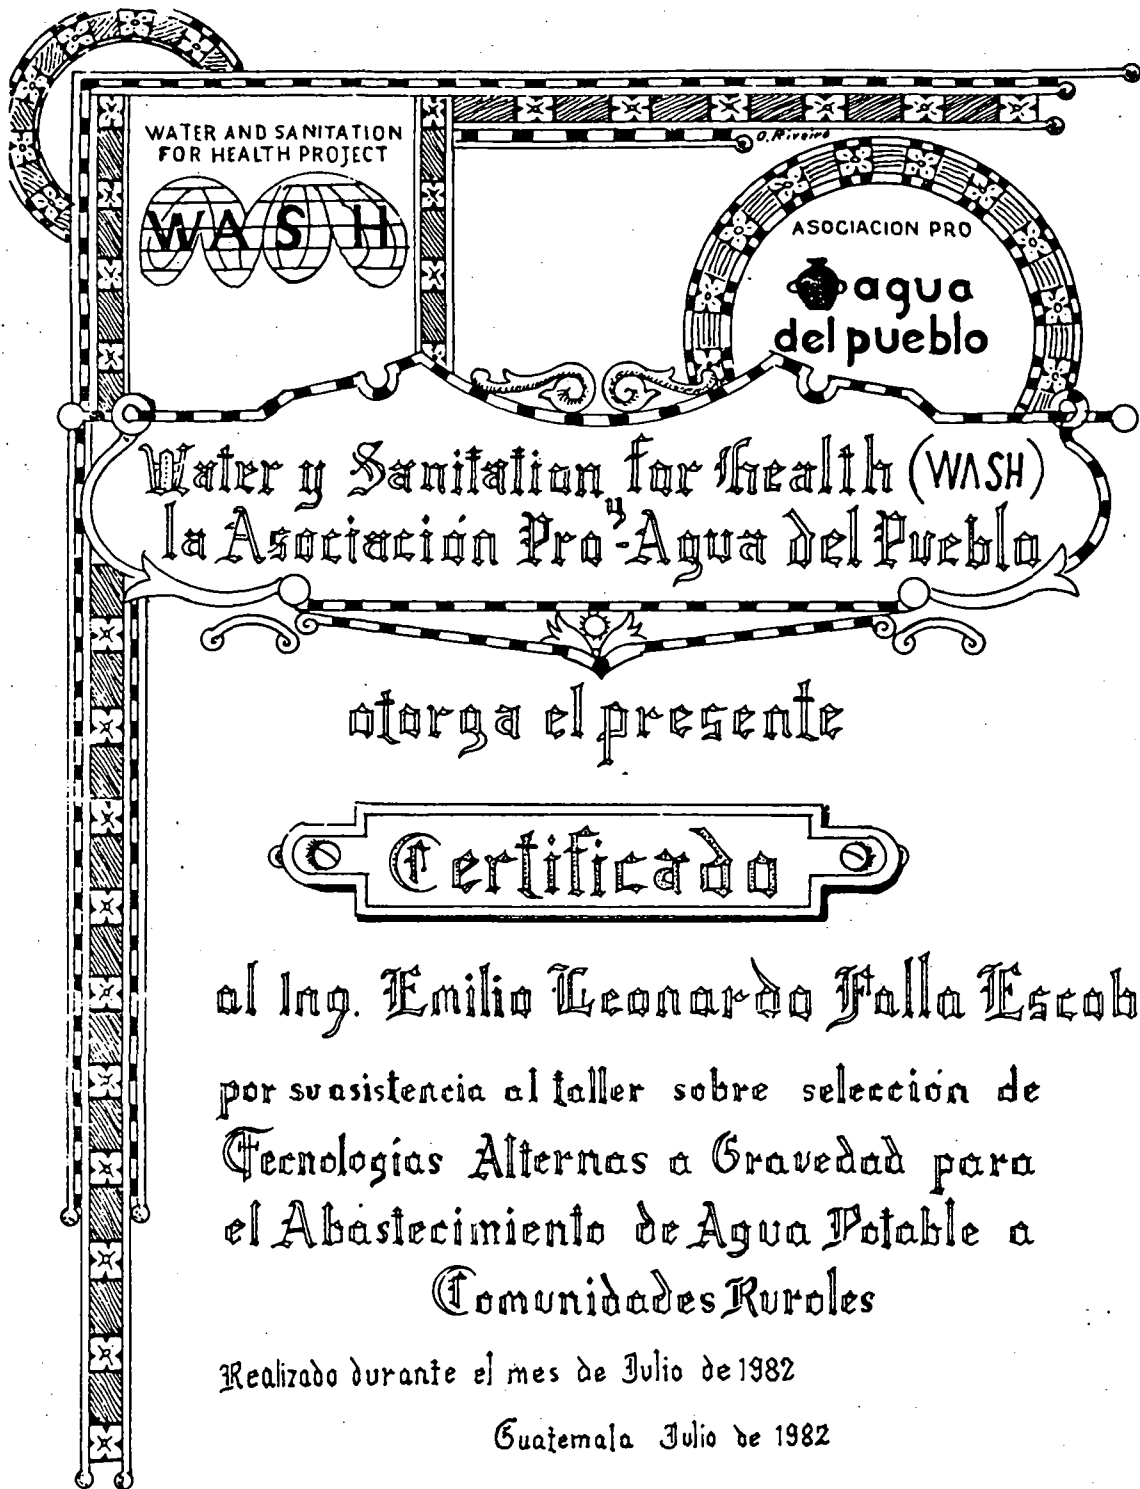 WATER AND SANITATION
FOR HEALTH PROJECT
WASH
O. Riveiro
ASOCIACION PRO
agua
del pueblo
Water y Sanitation for Health (WASH)
y
la Asociación Pro-Agua del Pueblo
otorga el presente
Certificado
al Ing. Emilio Leonardo Falla Escob
por su asistencia al taller sobre selección de
Tecnologías Alternas a Gravedad para
el Abastecimiento de Agua Potable a
Comunidades Rurales
Realizado durante el mes de Julio de 1982
Guatemala Julio de 1982